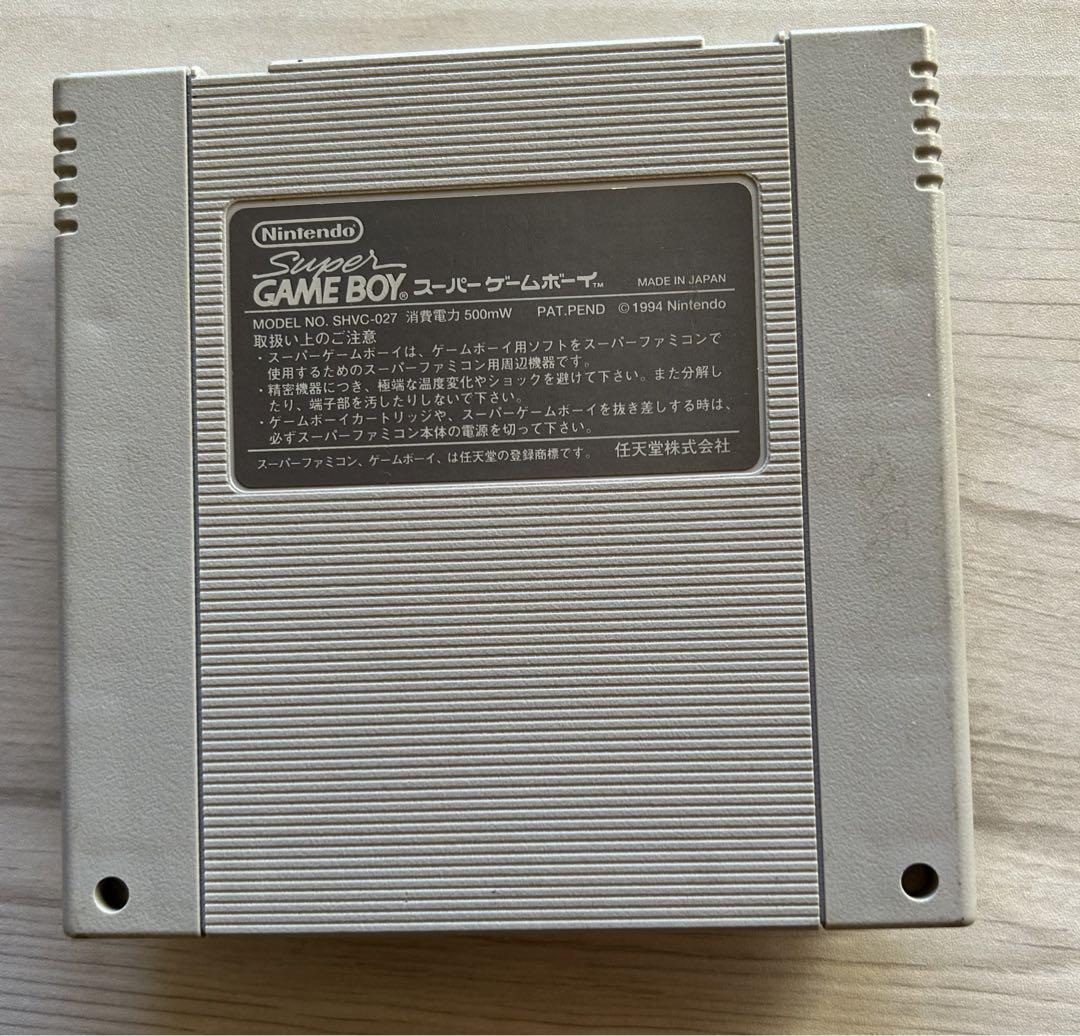 Nintendo
Super
GAME BOY® スーパーゲームボーイ™ MADE IN JAPAN
MODEL NO. SHVC-027 消費電力 500mW PAT.PEND ©1994 Nintendo
取扱い上のご注意
・スーパーゲームボーイは、ゲームボーイ用ソフトをスーパーファミコンで
使用するためのスーパーファミコン用周辺機器です。
・精密機器につき、極端な温度変化やショックを避けて下さい。また分解し
たり、端子部を汚したりしないで下さい。
・ゲームボーイカートリッジや、スーパーゲームボーイを抜き差しする時は、
必ずスーパーファミコン本体の電源を切って下さい。
スーパーファミコン、ゲームボーイ、は任天堂の登録商標です。 任天堂株式会社